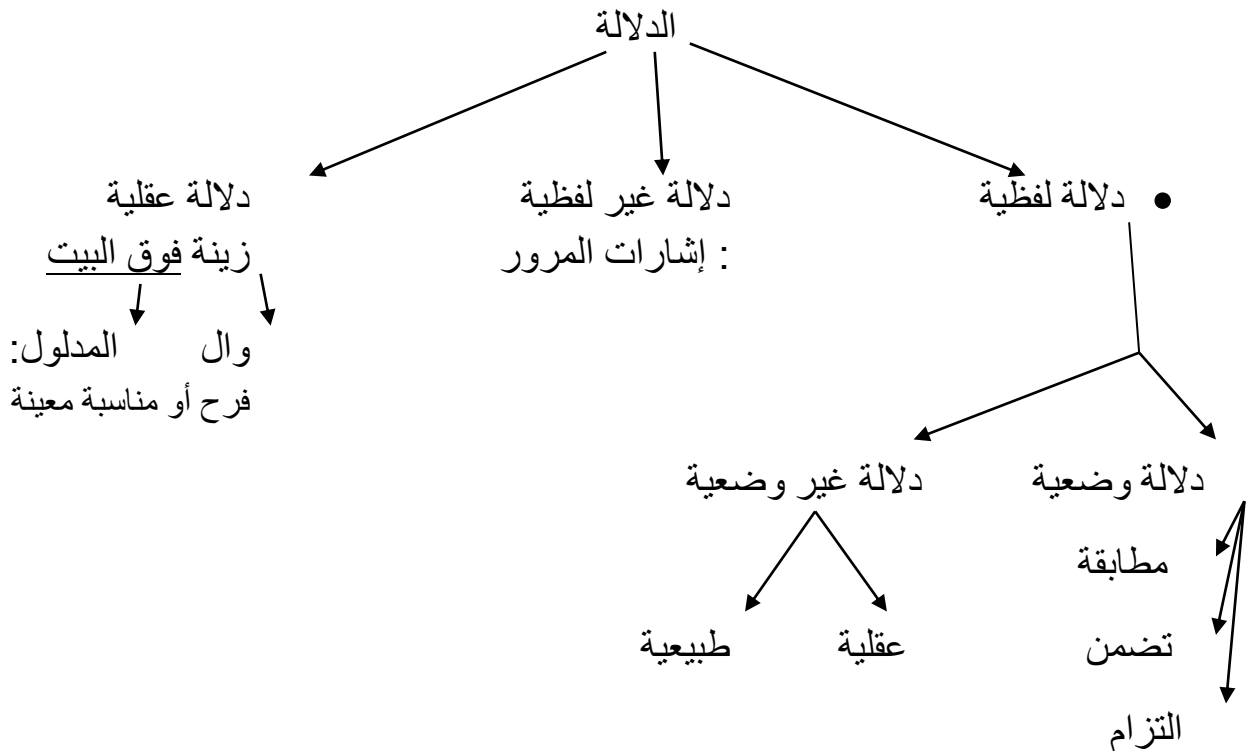 الدلالة
• دلالة لفظية
دلالة غير لفظية
: إشارات المرور
دلالة عقلية
زينة فوق البيت
وال المدلول:
فرح أو مناسبة معينة
دلالة وضعية
مطابقة
تضمن
التزام
دلالة غير وضعية
عقلية
طبيعية